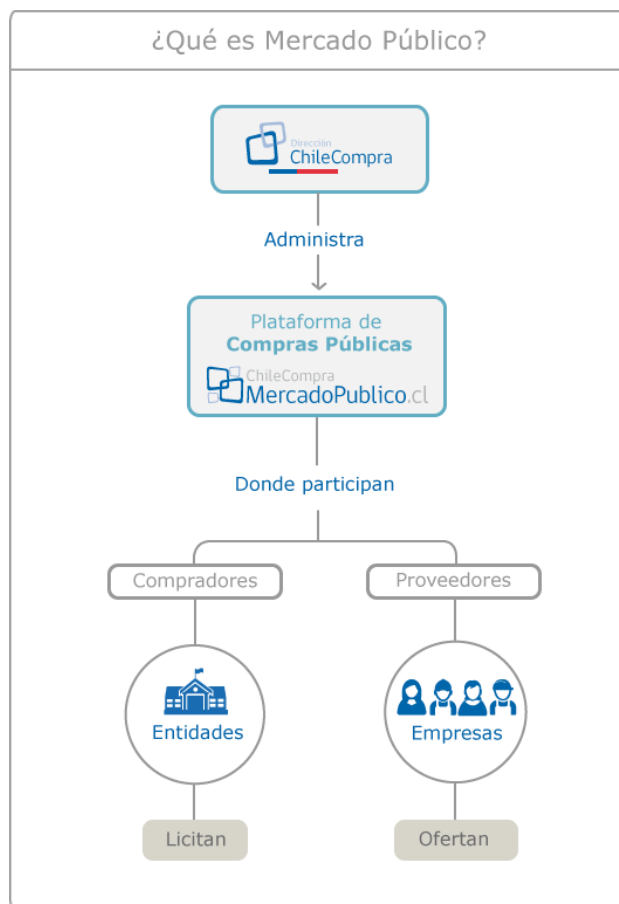 ¿Qué es Mercado Público?
Dirección
ChileCompra
Administra
Plataforma de
Compras Públicas
ChileCompra
MercadoPublico.cl
Donde participan
Compradores
Proveedores
Entidades
Empresas
Licitan
Ofertan